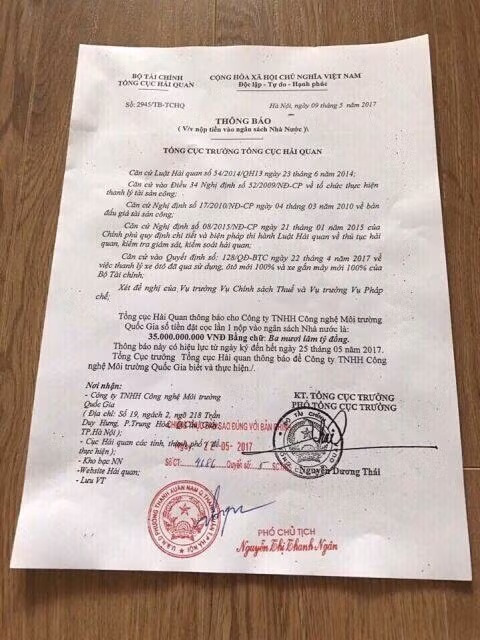 BỘ TÀI CHÍNH
TỔNG CỤC HẢI QUAN
CỘNG HÒA XÃ HỘI CHỦ NGHĨA VIỆT NAM
Độc lập - Tự do - Hạnh phúc
Số: 2945/TB-TCHQ
Hà Nội, ngày 09 tháng 5 năm 2017
THÔNG BÁO
( V/v nộp tiền vào ngân sách Nhà Nước )\
TỔNG CỤC TRƯỞNG TỔNG CỤC HẢI QUAN
Căn cứ Luật Hải quan số 54/2014/QH13 ngày 23 tháng 6 năm 2014;
Căn cứ vào Điều 34 Nghị định số 52/2009/NĐ-CP về tổ chức thực hiện
thanh lý tài sản công;
Căn cứ Nghị định số 17/2010/NĐ-CP ngày 04 tháng 03 năm 2010 về bán
đấu giá tài sản công;
Căn cứ Nghị định số 08/2015/NĐ-CP ngày 21 tháng 01 năm 2015 của
Chính phủ quy định chi tiết và biện pháp thi hành Luật Hải quan về thủ tục hải
quan, kiểm tra giám sát, kiểm soát hải quan;
Căn cứ vào Quyết định số: 128/QĐ-BTC ngày 22 tháng 4 năm 2017 về
việc thanh lý xe ôtô đã qua sử dụng, ôtô mới 100% và xe gắn máy mới 100% của
Bộ Tài chính;
Xét đề nghị của Vụ trưởng Vụ Chính sách Thuế và Vụ trưởng Vụ Pháp
chế;
Tổng cục Hải Quan thông báo cho Công ty TNHH Công nghệ Môi trường
Quốc Gia số tiền đặt cọc lần 1 nộp vào ngân sách Nhà nước là:
35.000.000.000 VNĐ Bằng chữ: Ba mươi lăm tỷ đồng.
Thông báo này có hiệu lực từ ngày ký đến hết ngày 25 tháng 05 năm 2017.
Tổng Cục Trưởng Tổng cục Hải quan thông báo để Công ty TNHH Công
nghệ Môi trường Quốc Gia biết và thực hiện./.
Nơi nhận:
- Công ty TNHH Công nghệ Môi trường
Quốc Gia
( Địa chỉ: Số 19, ngách 2, ngõ 218 Trần
Duy Hưng, P.Trung Hòa, Q.Cầu Giấy,
TP.Hà Nội );
- Cục Hải quan các tỉnh, thành phố ( để
thực hiện );
- Kho bạc NN
-Website Hải quan;
- Lưu VT
KT. TỔNG CỤC TRƯỞNG
PHÓ TỔNG CỤC TRƯỞNG
Nguyễn Dương Thái
SAO ĐÚNG VỚI BẢN CHÍNH
Ngày: 05 -2017
Số CT: Quyển số:
PHÓ CHỦ TỊCH
Nguyễn Thị Thanh Ngân